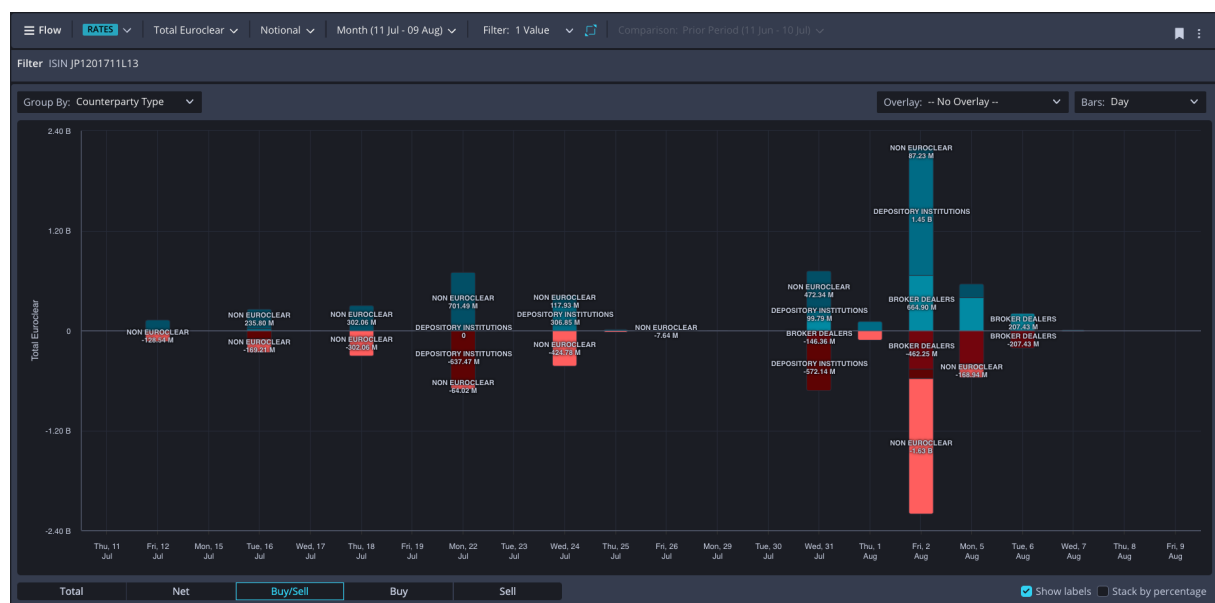 Flow RATES Total Euroclear Notional Month (11 Jul - 09 Aug) Filter: 1 Value Comparison: Prior Period (11 Jun - 10 Jul)
Filter ISIN JP1201711L13
Group By: Counterparty Type Overlay: -- No Overlay -- Bars: Day
Total Euroclear
2.40 B
1.20 B
0
-1.20 B
-2.40 B
NON EUROCLEAR
-128.54 M
NON EUROCLEAR
235.80 M
NON EUROCLEAR
-169.21 M
NON EUROCLEAR
302.06 M
NON EUROCLEAR
-302.06 M
NON EUROCLEAR
701.49 M
DEPOSITORY INSTITUTIONS
0
DEPOSITORY INSTITUTIONS
-637.47 M
NON EUROCLEAR
-64.02 M
NON EUROCLEAR
117.93 M
DEPOSITORY INSTITUTIONS
306.85 M
NON EUROCLEAR
-424.78 M
NON EUROCLEAR
-7.64 M
NON EUROCLEAR
472.34 M
DEPOSITORY INSTITUTIONS
99.79 M
BROKER DEALERS
-146.36 M
DEPOSITORY INSTITUTIONS
-572.14 M
NON EUROCLEAR
87.23 M
DEPOSITORY INSTITUTIONS
1.45 B
BROKER DEALERS
664.90 M
BROKER DEALERS
-462.25 M
NON EUROCLEAR
-1.63 B
NON EUROCLEAR
-168.94 M
BROKER DEALERS
207.43 M
BROKER DEALERS
-207.43 M
Thu, 11 Fri, 12 Mon, 15 Tue, 16 Wed, 17 Thu, 18 Fri, 19 Mon, 22 Tue, 23 Wed, 24 Thu, 25 Fri, 26 Mon, 29 Tue, 30 Wed, 31 Thu, 1 Fri, 2 Mon, 5 Tue, 6 Wed, 7 Thu, 8 Fri, 9
Jul Jul Jul Jul Jul Jul Jul Jul Jul Jul Jul Jul Jul Jul Jul Aug Aug Aug Aug Aug Aug Aug
Total Net Buy/Sell Buy Sell Show labels Stack by percentage